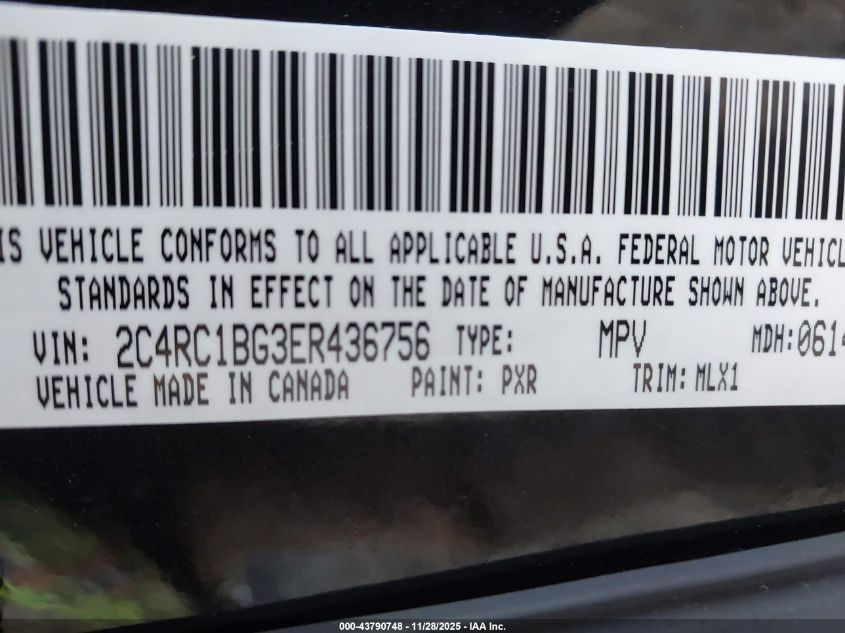 IS VEHICLE CONFORMS TO ALL APPLICABLE U.S.A. FEDERAL MOTOR VEHICL
STANDARDS IN EFFECT ON THE DATE OF MANUFACTURE SHOWN ABOVE.
VIN: 2C4RC1BG3ER436756 TYPE: MPV MDH:0614
VEHICLE MADE IN CANADA PAINT: PXR TRIM: MLX1
000-43790748 - 11/28/2025 - IAA Inc.